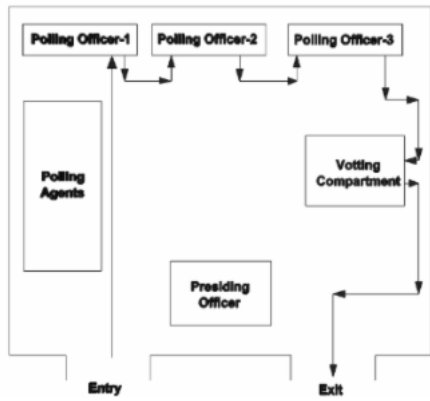 Polling Officer-1
Polling Officer-2
Polling Officer-3
Polling
Agents
Votting
Compartment
Presiding
Officer
Entry
Exit